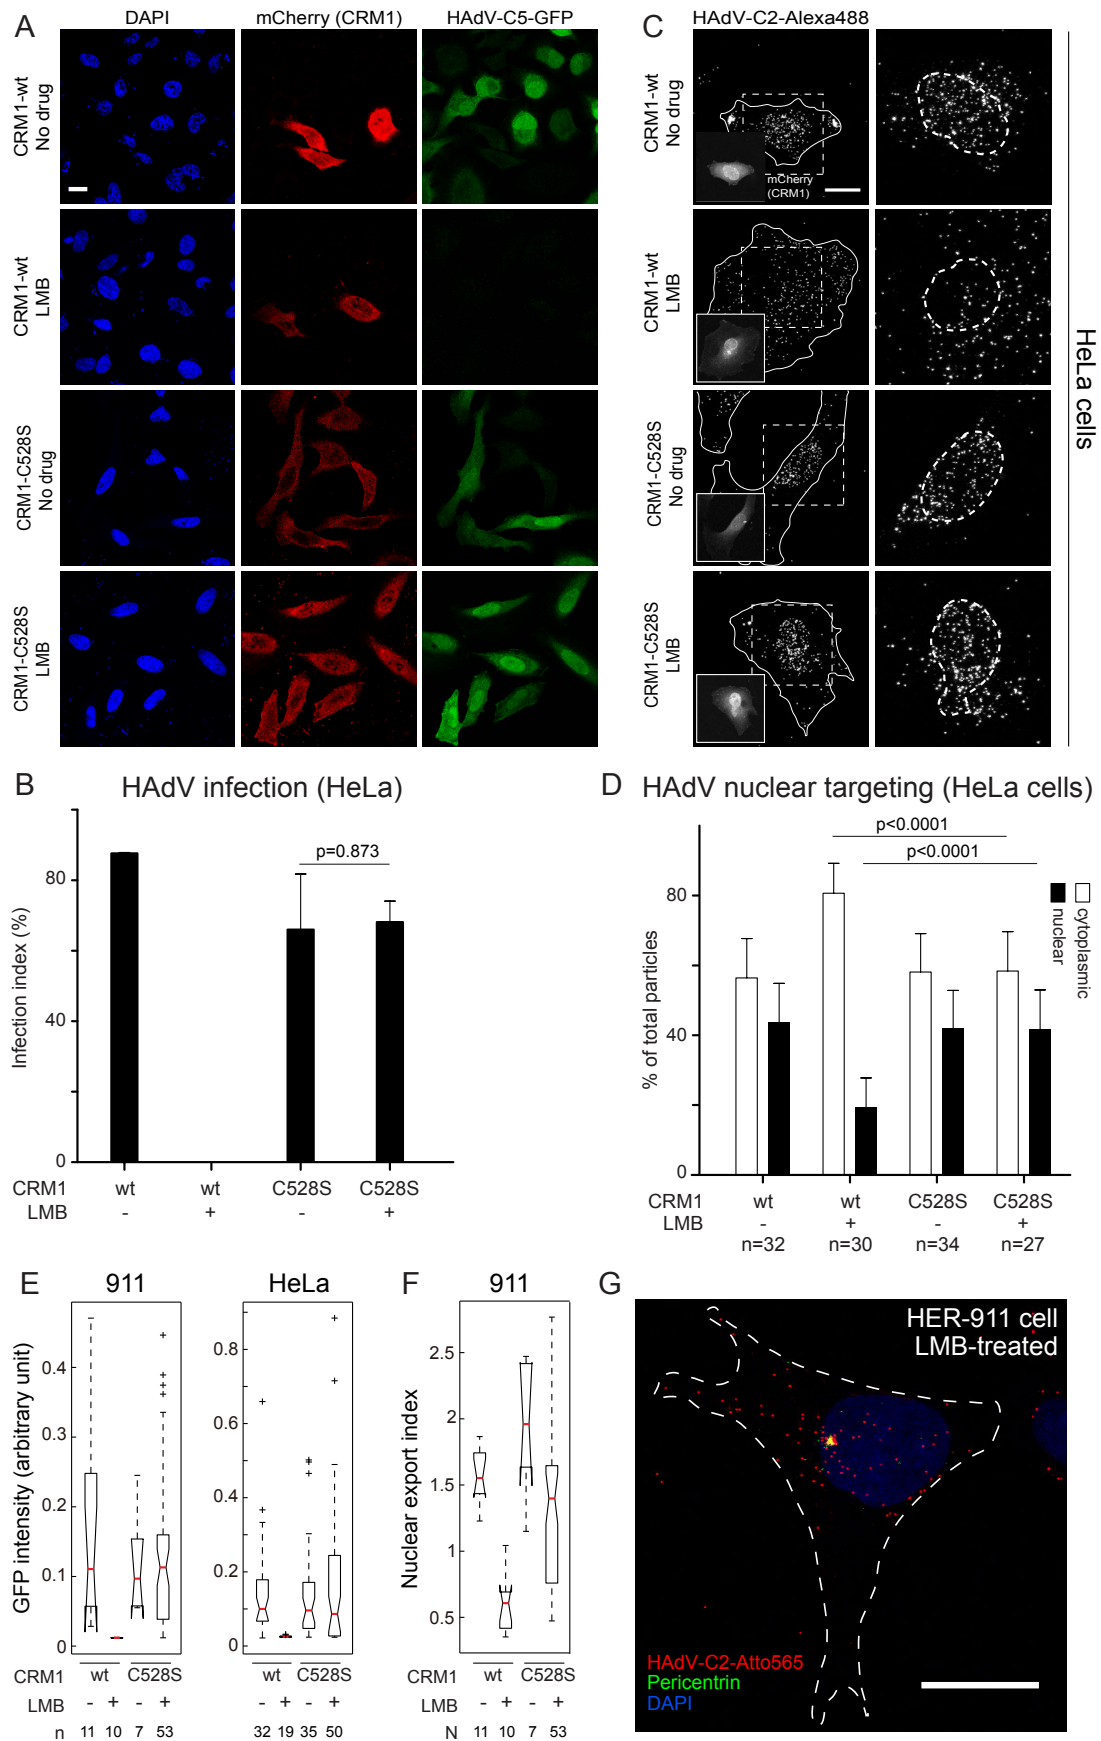 A
DAPI
mCherry (CRM1)
HAdV-C5-GFP
CRM1-wt
No drug
CRM1-wt
LMB
CRM1-C528S
No drug
CRM1-C528S
LMB
C
HAdV-C2-Alexa488
CRM1-wt
No drug
mCherry
(CRM1)
CRM1-wt
LMB
CRM1-C528S
No drug
CRM1-C528S
LMB
HeLa cells
B
HAdV infection (HeLa)
Infection index (%)
80
40
0
p=0.873
CRM1 wt wt C528S C528S
LMB - + - +
D
HAdV nuclear targeting (HeLa cells)
% of total particles
80
40
0
p<0.0001
p<0.0001
cytoplasmic
nuclear
CRM1 wt wt C528S C528S
LMB - + - +
n=32 n=30 n=34 n=27
E
911
HeLa
GFP intensity (arbitrary unit)
0.4
0.3
0.2
0.1
0
0.8
0.6
0.4
0.2
0
CRM1 wt C528S wt C528S
LMB - + - + - + - +
n 11 10 7 53 32 19 35 50
F
911
Nuclear export index
2.5
2
1.5
1
0.5
CRM1 wt C528S
LMB - + - +
N 11 10 7 53
G
HER-911 cell
LMB-treated
HAdV-C2-Atto565
Pericentrin
DAPI